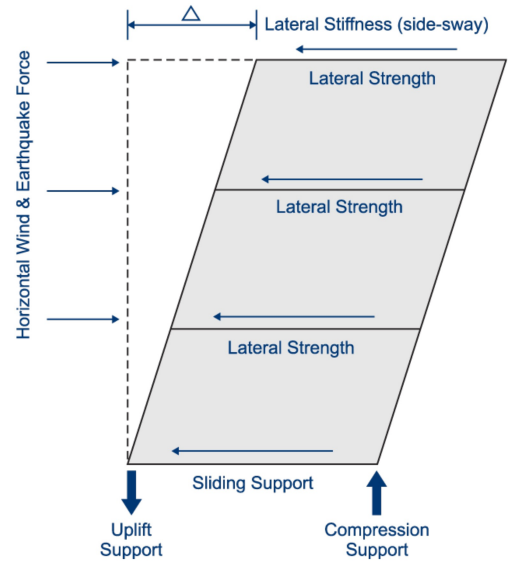 △
Lateral Stiffness (side-sway)
Horizontal Wind & Earthquake Force
Lateral Strength
Lateral Strength
Lateral Strength
Sliding Support
Uplift
Support
Compression
Support